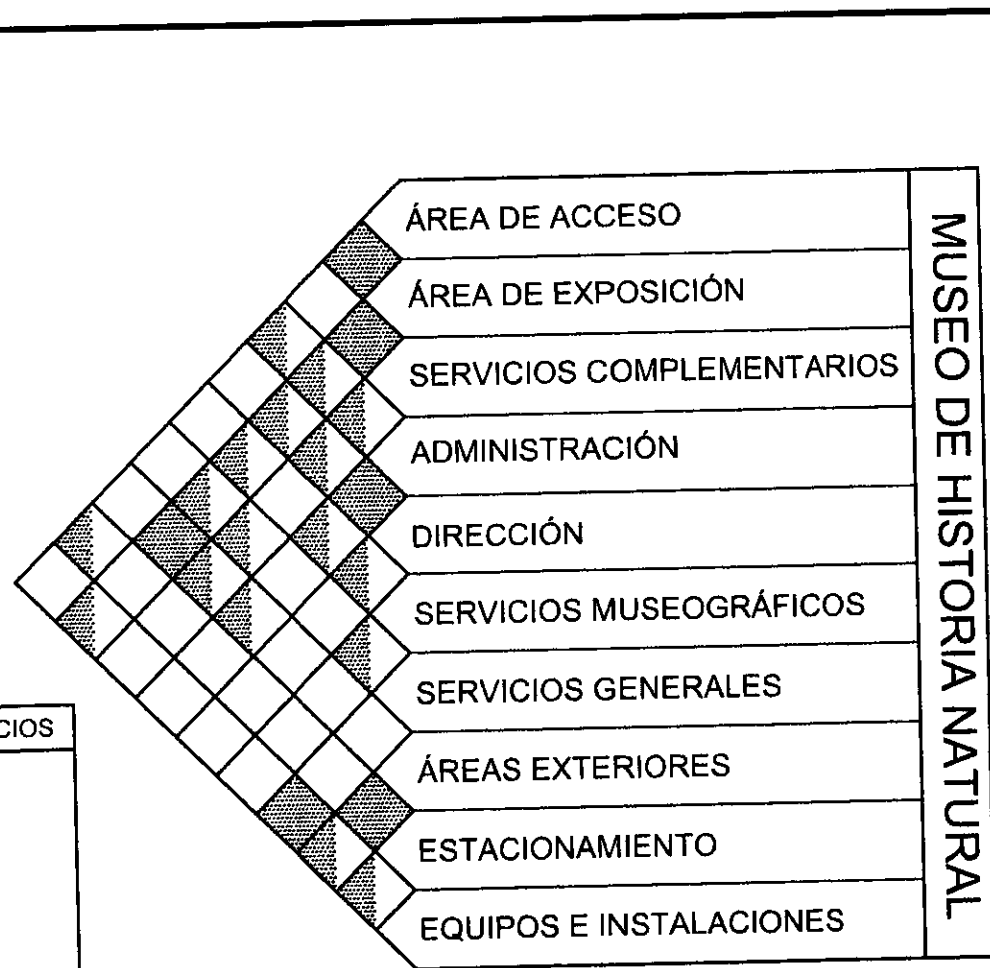 ÁREA DE ACCESO
ÁREA DE EXPOSICIÓN
SERVICIOS COMPLEMENTARIOS
ADMINISTRACIÓN
DIRECCIÓN
SERVICIOS MUSEOGRÁFICOS
SERVICIOS GENERALES
ÁREAS EXTERIORES
ESTACIONAMIENTO
EQUIPOS E INSTALACIONES
MUSEO DE HISTORIA NATURAL
CIOS